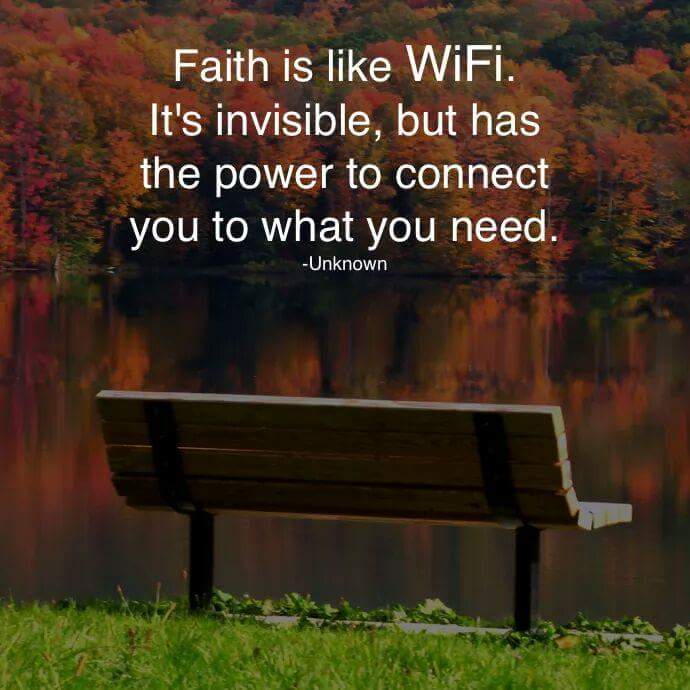 Faith is like WiFi.
It's invisible, but has
the power to connect
you to what you need.
-Unknown